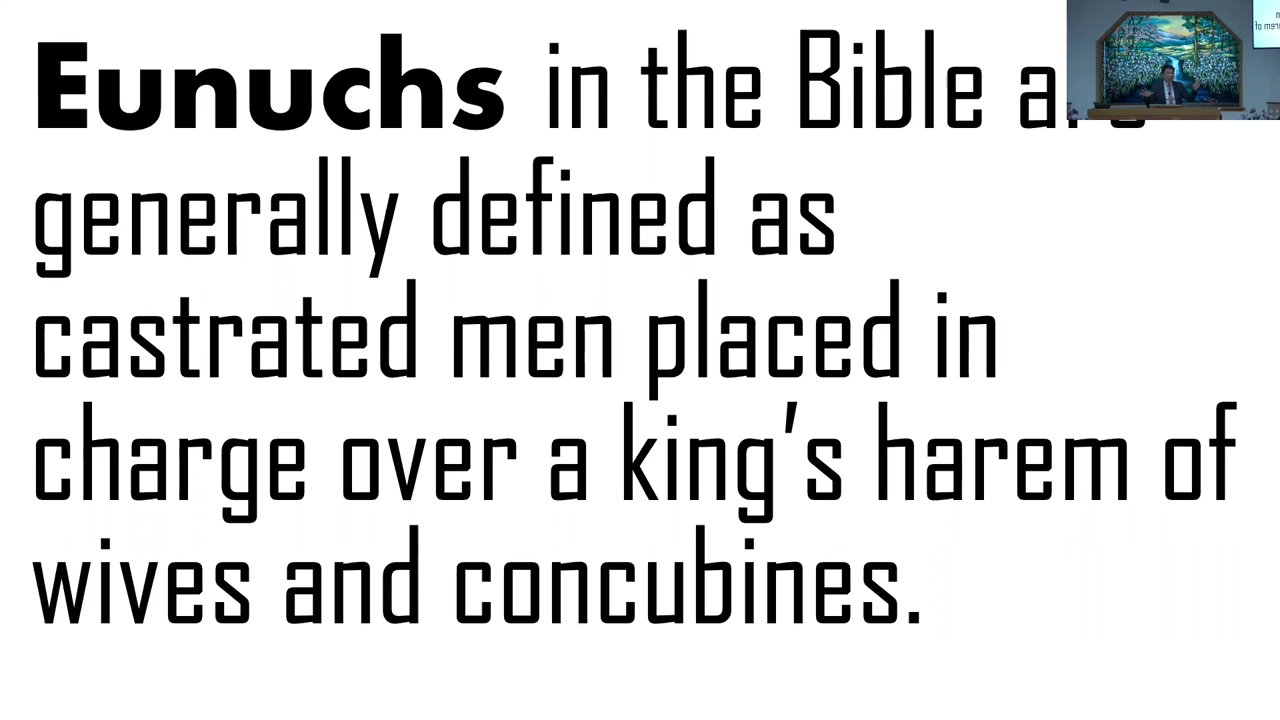 Eunuchs in the Bible are
generally defined as
castrated men placed in
charge over a king’s harem of
wives and concubines.